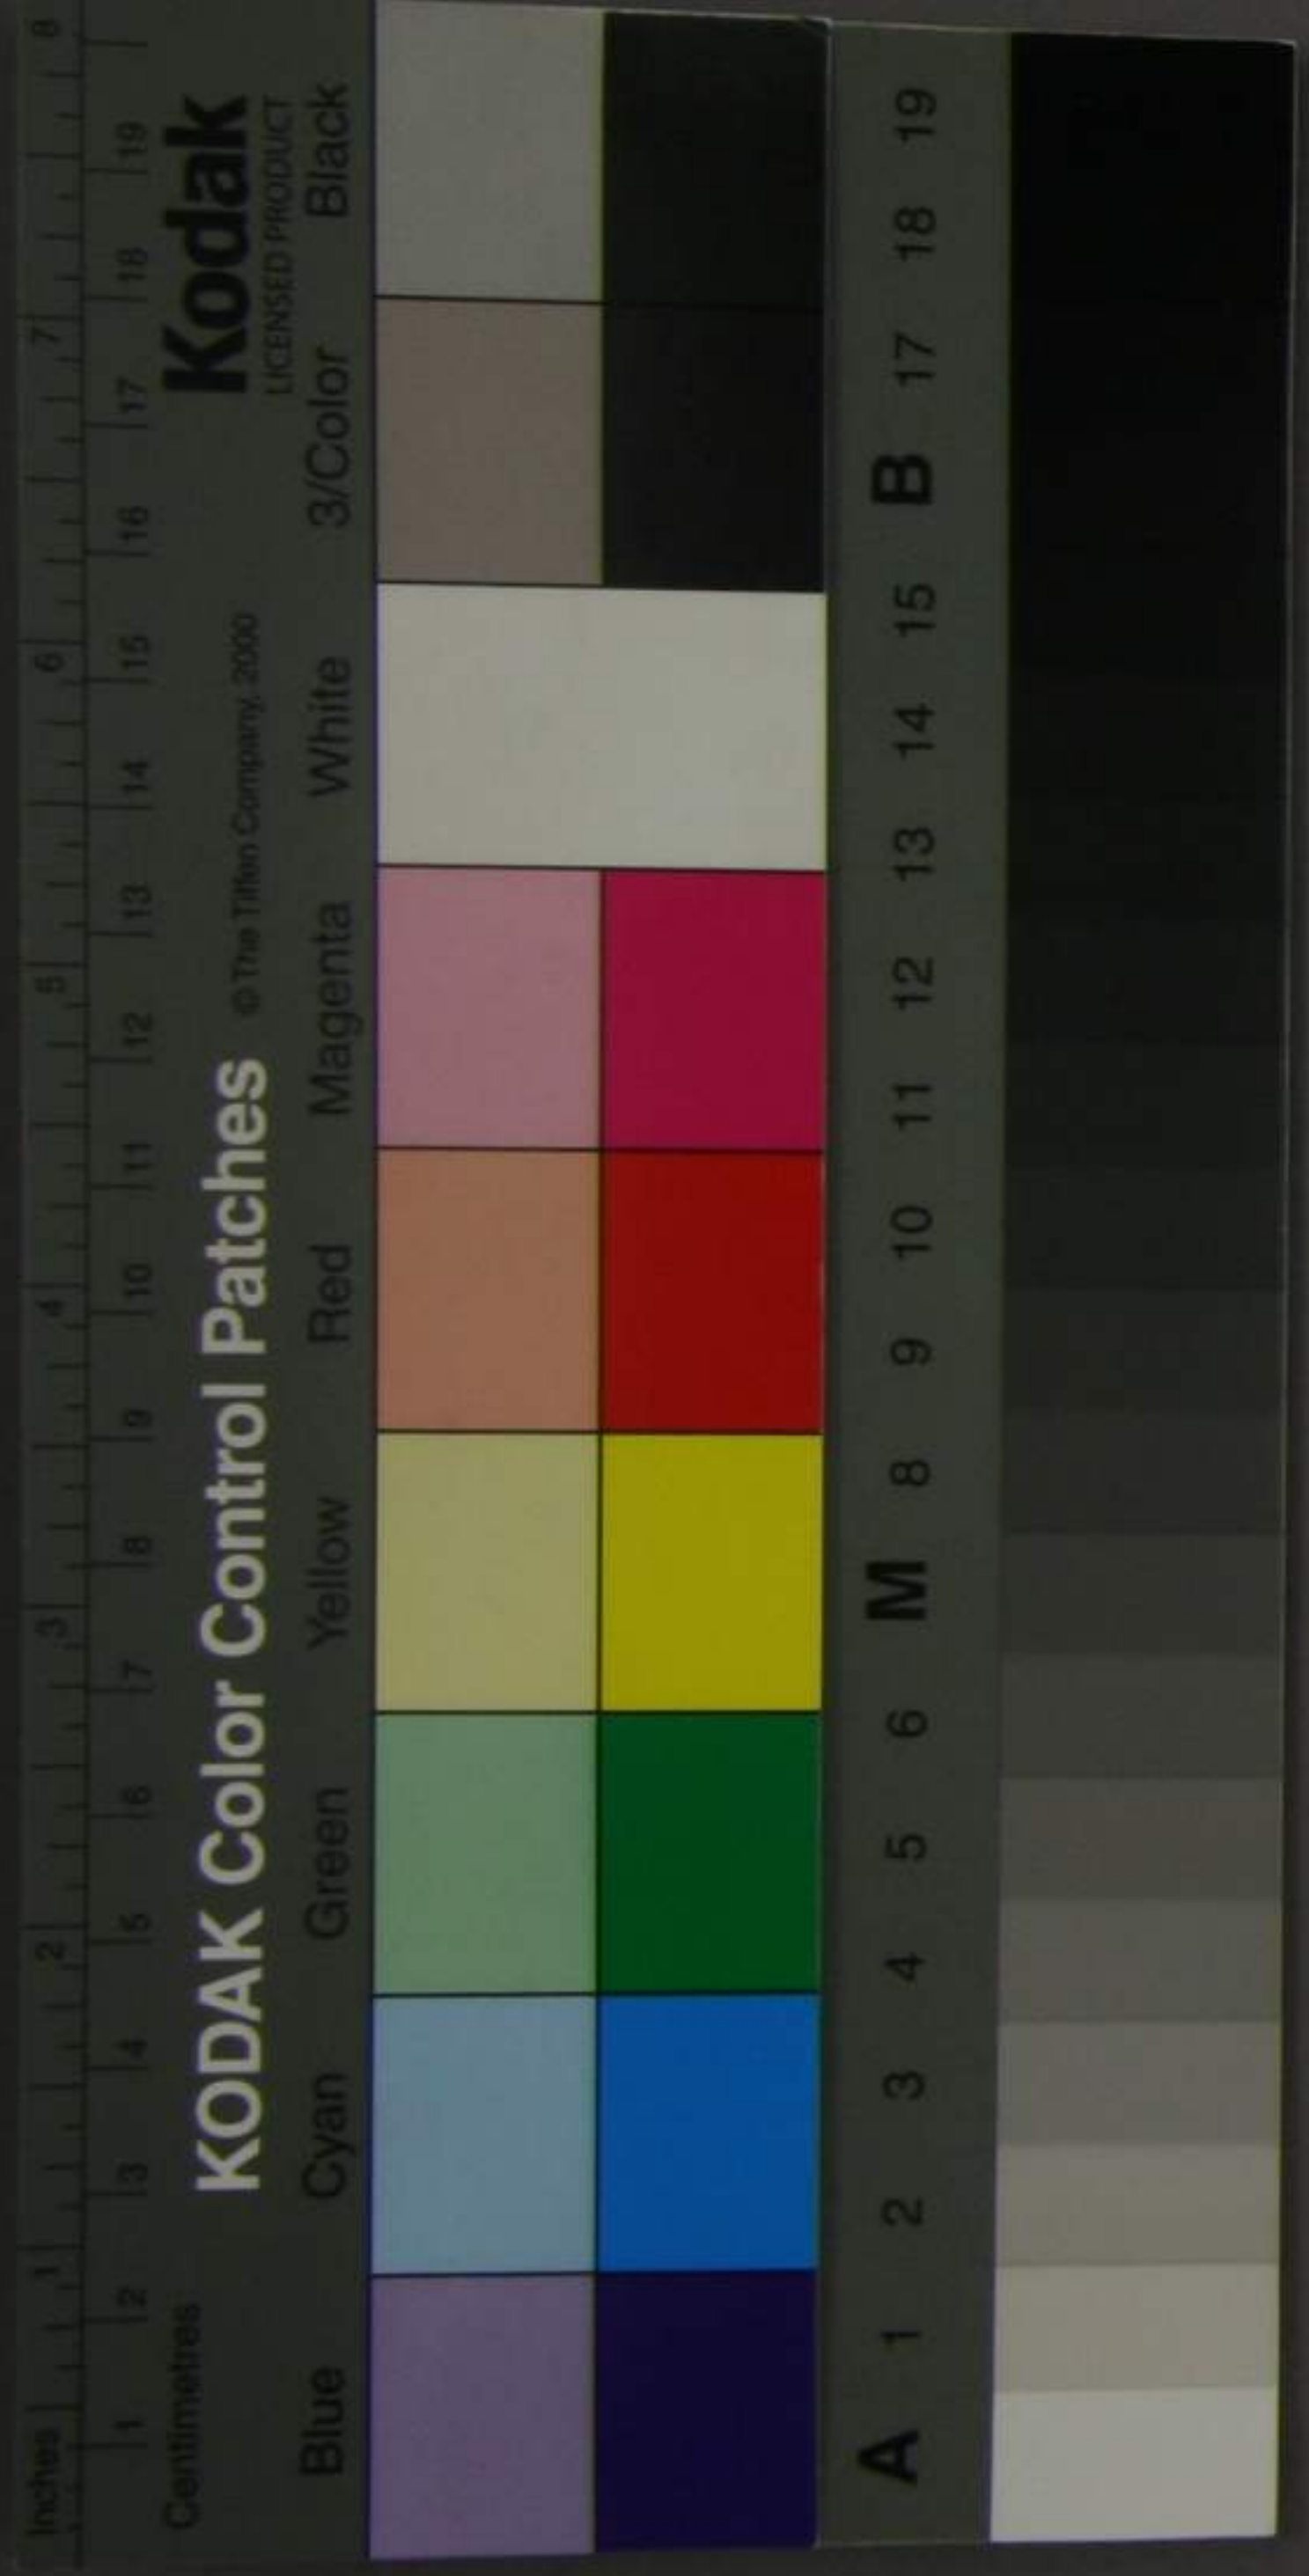 Inches 1 2 3 4 5 6 7 8
1 2 3 4 5 6 7 8 9 10 11 12 13 14 15 16 17 18 19
Centimetres
KODAK Color Control Patches © The Tiffen Company, 2000 Kodak
LICENSED PRODUCT
Blue Cyan Green Yellow Red Magenta White 3/Color Black
A 1 2 3 4 5 6 M 8 9 10 11 12 13 14 15 B 17 18 19